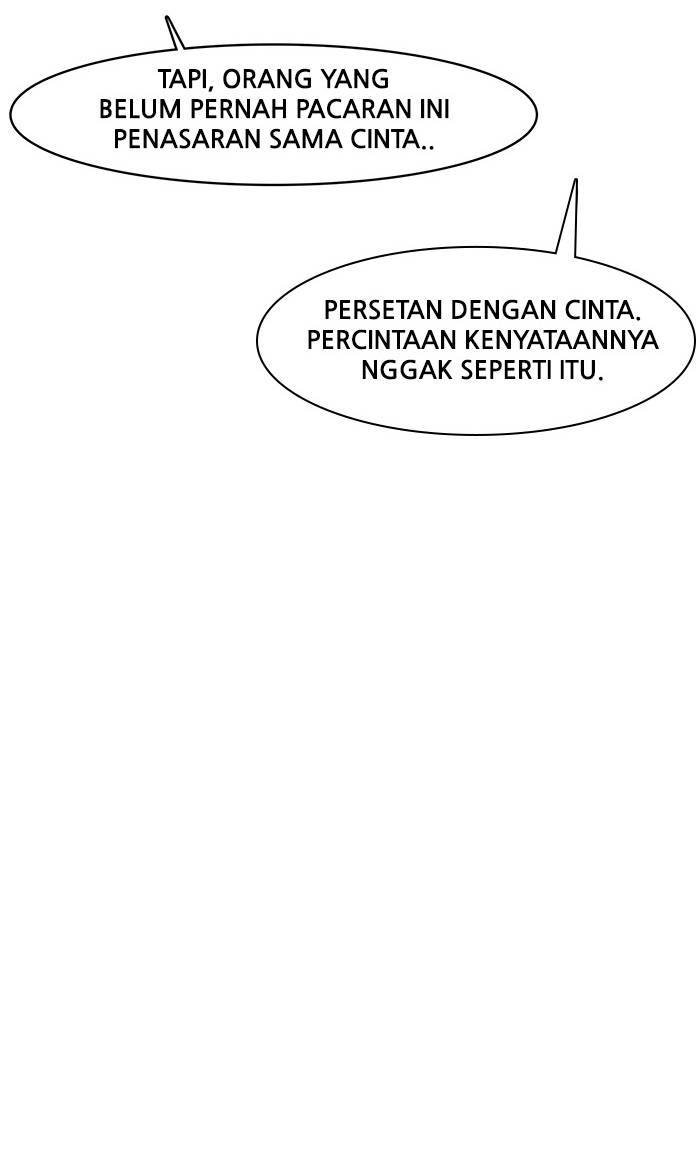 TAPI, ORANG YANG
BELUM PERNAH PACARAN INI
PENASARAN SAMA CINTA..
PERSETAN DENGAN CINTA.
PERCINTAAN KENYATAANNYA
NGGAK SEPERTI ITU.